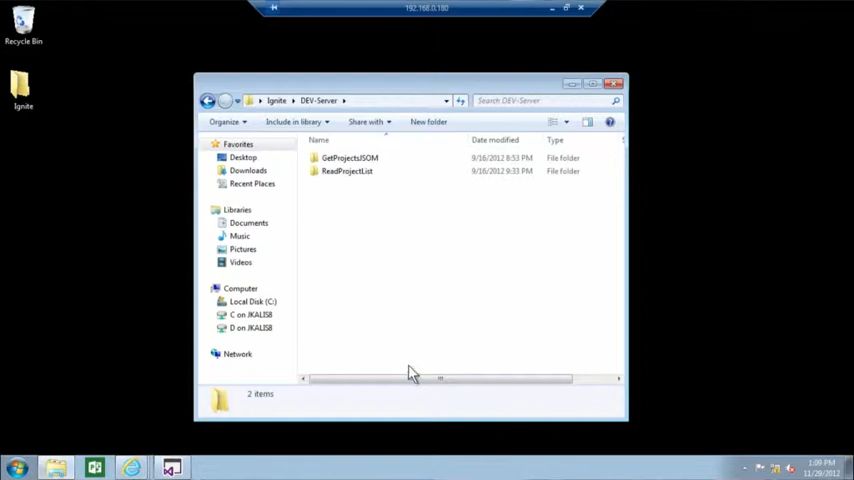 192.168.0.180
Recycle Bin
Ignite
Ignite DEV-Server
Search DEV-Server
Organize Include in library Share with New folder
Name Date modified Type
GetProjectsJSOM 9/16/2012 8:53 PM File folder
ReadProjectList 9/16/2012 9:33 PM File folder
Favorites
Desktop
Downloads
Recent Places
Libraries
Documents
Music
Pictures
Videos
Computer
Local Disk (C:)
C on JKALIS8
D on JKALIS8
Network
2 items
1:09 PM
11/29/2012